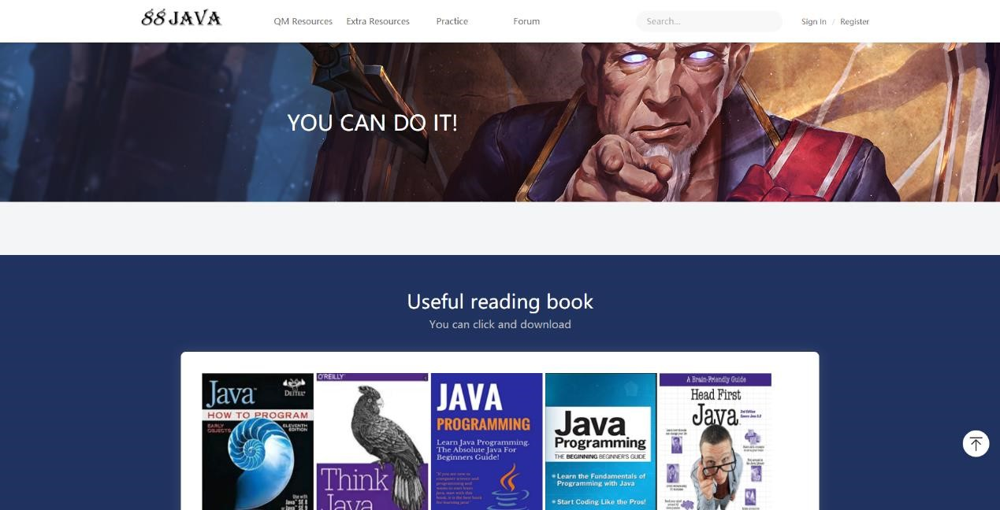 88 JAVA
QM Resources
Extra Resources
Practice
Forum
Search...
Sign In / Register
YOU CAN DO IT!
Useful reading book
You can click and download
Java™
DEITEL®
HOW TO PROGRAM
EARLY OBJECTS
ELEVENTH EDITION
Use with
Java™ SE 8
or Java™ SE 9
O'REILLY®
Think
Java
JAVA
PROGRAMMING
Learn Java Programming.
The Absolute Java For
Beginners Guide!
"If you are new to
computer science and
programming and
wants to start learn
Java, start with this
book, it is the best book
for learning java!"
Java
Programming
THE BEGINNING BEGINNER'S GUIDE
Learn the Fundamentals of
Programming with Java
Start Coding Like the Pros!
A Brain-Friendly Guide
Head First
Java™
2nd Edition
Covers Java 5.0